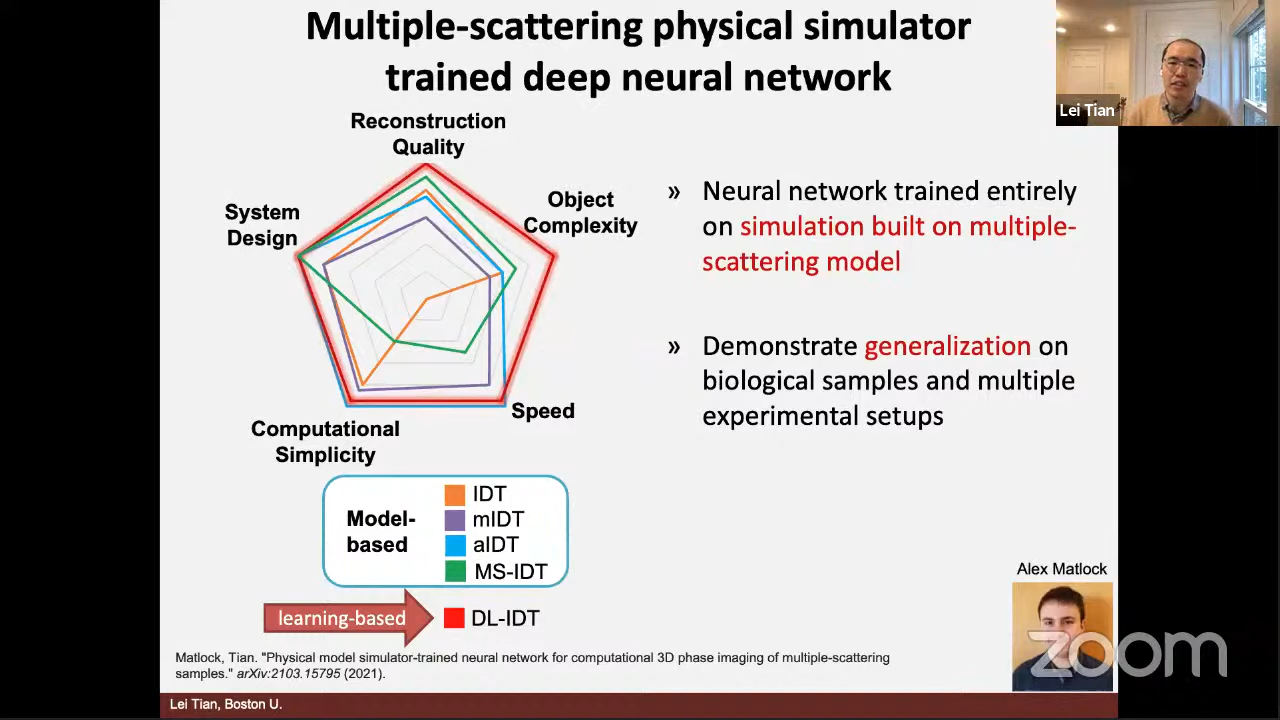 Multiple-scattering physical simulator
trained deep neural network
Lei Tian
Reconstruction
Quality
Object
Complexity
System
Design
Speed
Computational
Simplicity
» Neural network trained entirely
on simulation built on multiple-
scattering model
» Demonstrate generalization on
biological samples and multiple
experimental setups
Model-
based
IDT
mIDT
aIDT
MS-IDT
learning-based
DL-IDT
Alex Matlock
zoom
Matlock, Tian. "Physical model simulator-trained neural network for computational 3D phase imaging of multiple-scattering
samples." arXiv:2103.15795 (2021).
Lei Tian, Boston U.